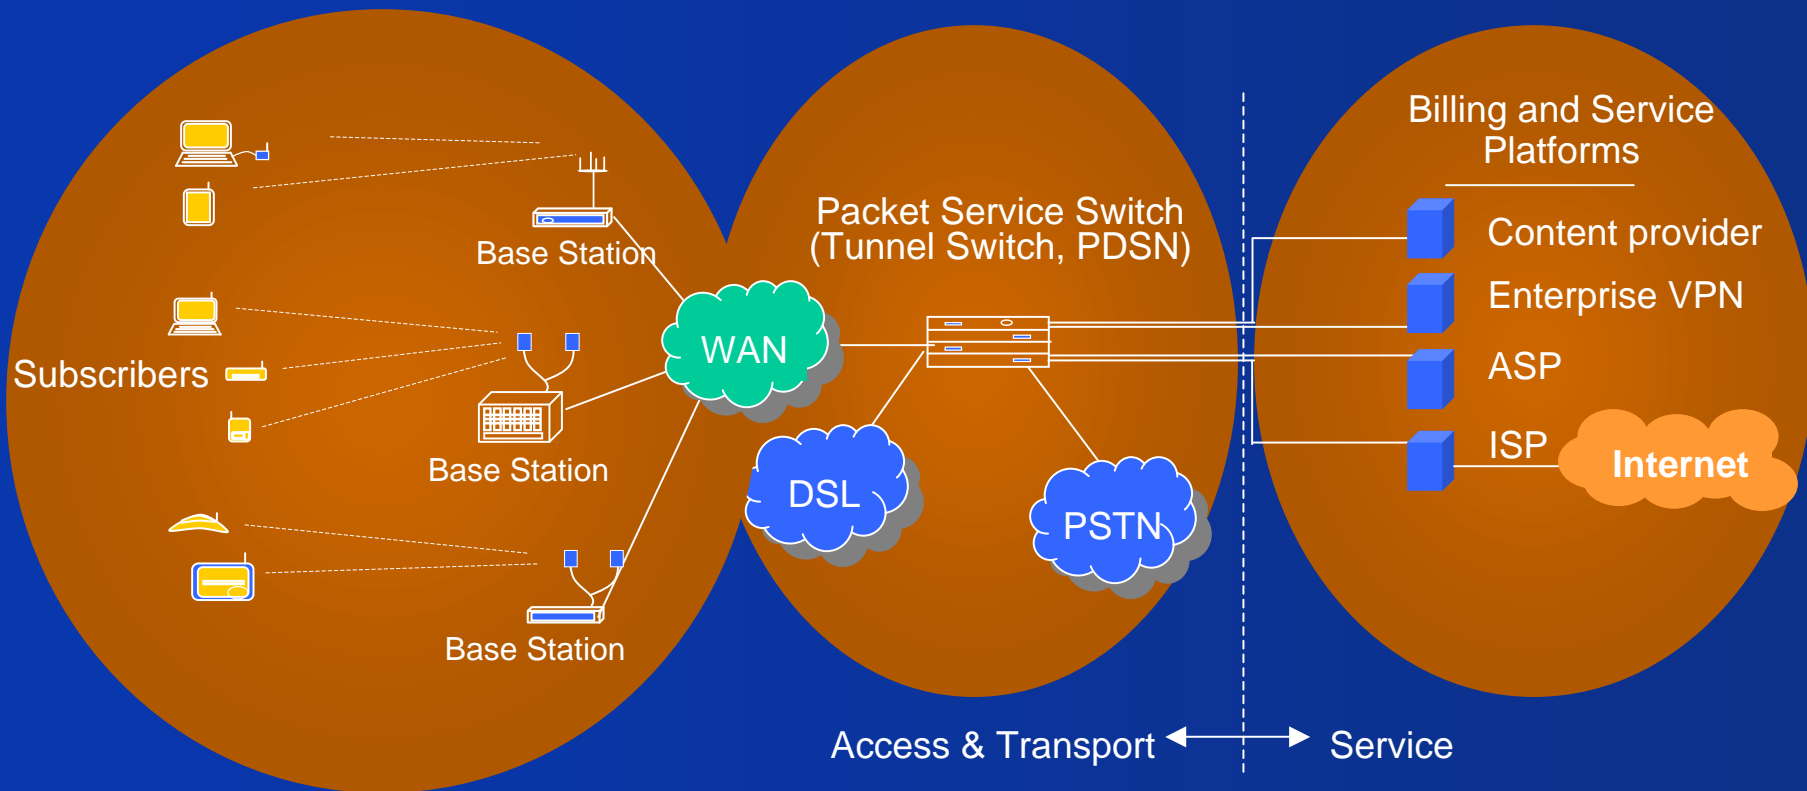 Subscribers
Base Station
Base Station
Base Station
WAN
Packet Service Switch
(Tunnel Switch, PDSN)
DSL
PSTN
Billing and Service
Platforms
Content provider
Enterprise VPN
ASP
ISP
Internet
Access & Transport
Service